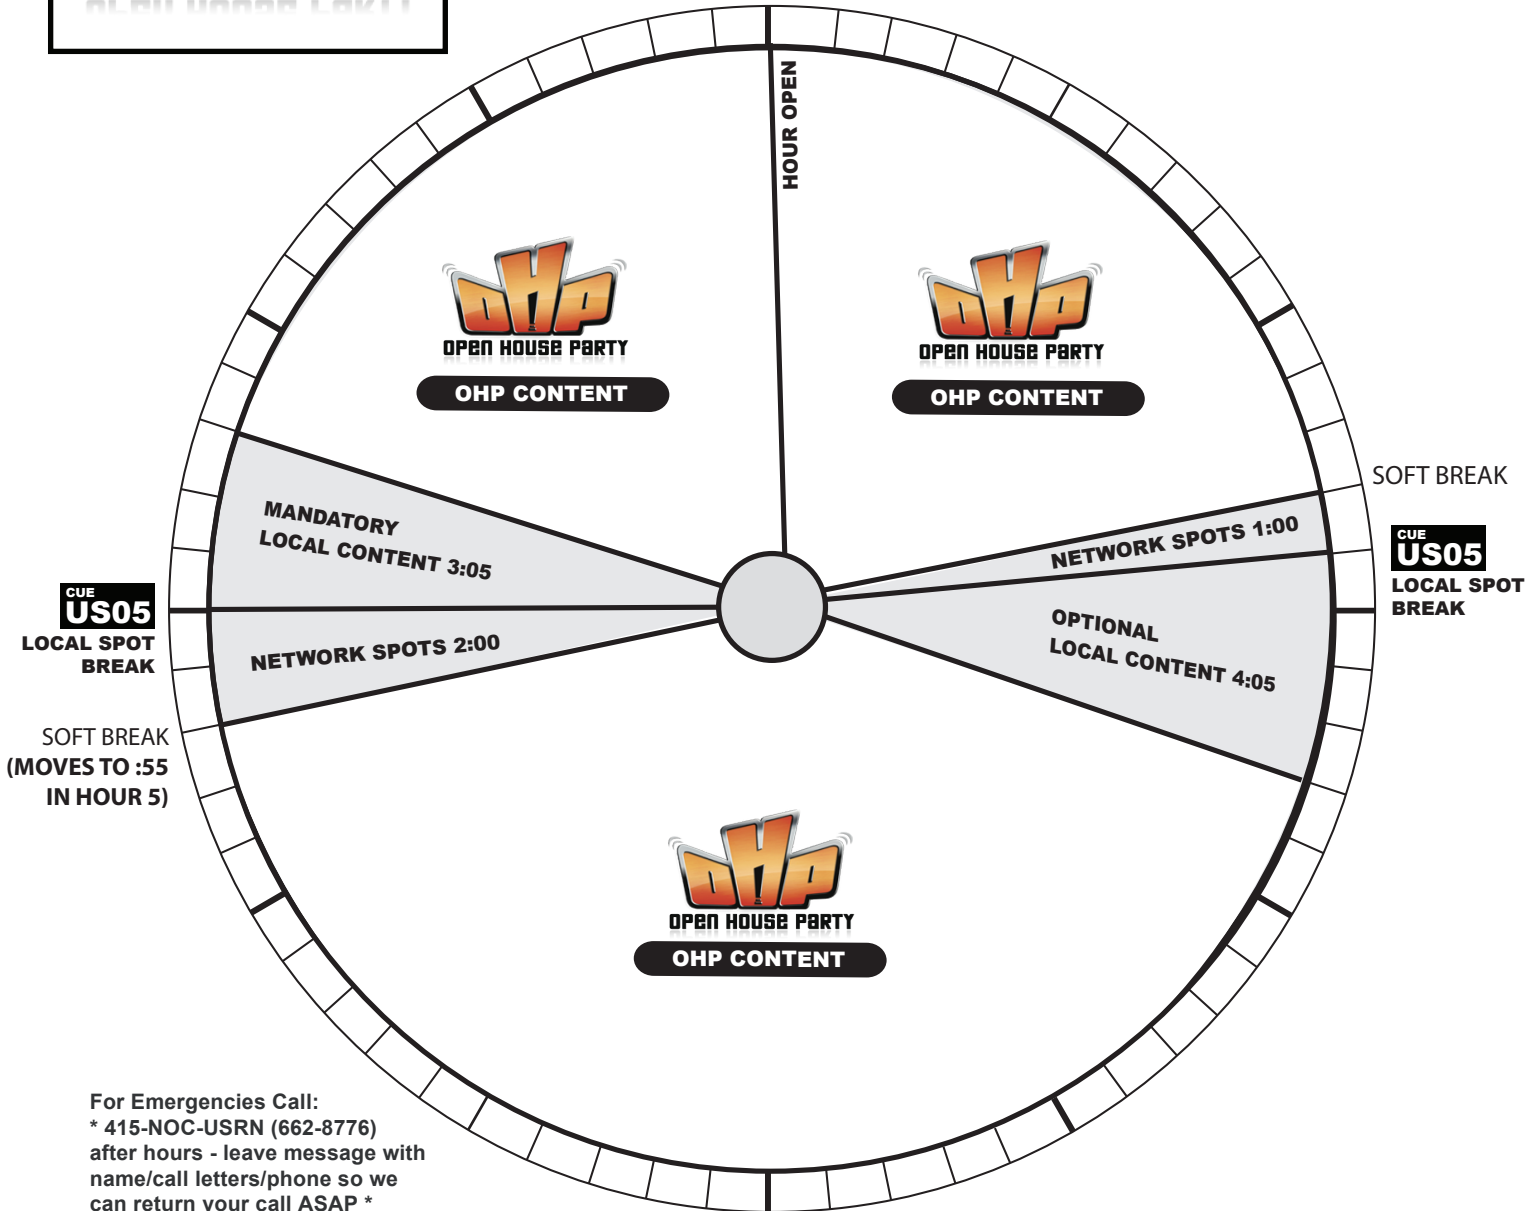 HOUR OPEN
OHP
OPEN HOUSE PARTY
OHP CONTENT
OHP
OPEN HOUSE PARTY
OHP CONTENT
SOFT BREAK
NETWORK SPOTS 1:00
CUE
US05
LOCAL SPOT
BREAK
OPTIONAL
LOCAL CONTENT 4:05
MANDATORY
LOCAL CONTENT 3:05
CUE
US05
LOCAL SPOT
BREAK
NETWORK SPOTS 2:00
SOFT BREAK
(MOVES TO :55
IN HOUR 5)
OHP
OPEN HOUSE PARTY
OHP CONTENT
For Emergencies Call:
* 415-NOC-USRN (662-8776)
after hours - leave message with
name/call letters/phone so we
can return your call ASAP *